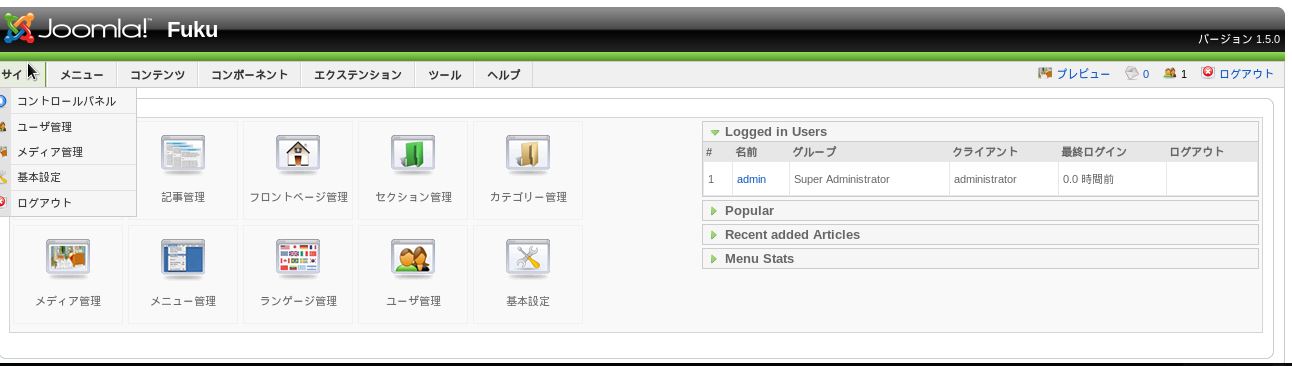 Joomla! Fuku
バージョン 1.5.0
サイ メニュー コンテンツ コンポーネント エクステンション ツール ヘルプ プレビュー 0 1 ログアウト
コントロールパネル
ユーザ管理
メディア管理
基本設定
ログアウト
記事管理 フロントページ管理 セクション管理 カテゴリー管理
メディア管理 メニュー管理 ランゲージ管理 ユーザ管理 基本設定
Logged in Users
# 名前 グループ クライアント 最終ログイン ログアウト
1 admin Super Administrator administrator 0.0 時間前
Popular
Recent added Articles
Menu Stats